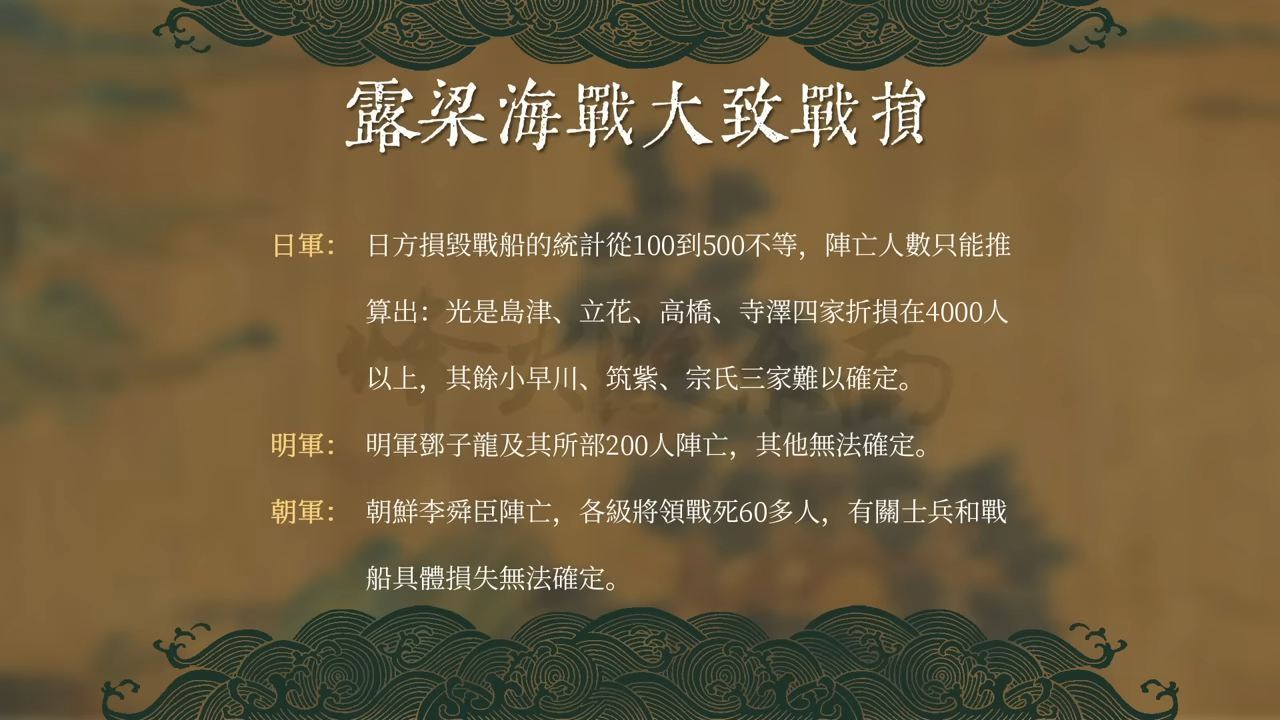 露梁海戰大致戰損
日軍：日方損毀戰船的統計從100到500不等，陣亡人數只能推
算出：光是島津、立花、高橋、寺澤四家折損在4000人
以上，其餘小早川、筑紫、宗氏三家難以確定。
明軍：明軍鄧子龍及其所部200人陣亡，其他無法確定。
朝軍：朝鮮李舜臣陣亡，各級將領戰死60多人，有關士兵和戰
船具體損失無法確定。